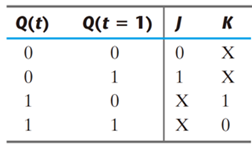 Q(t) Q(t = 1) J K
0 0 0 X
0 1 1 X
1 0 X 1
1 1 X 0